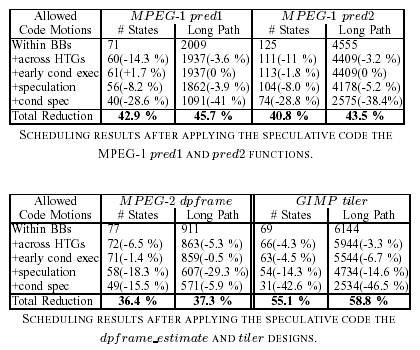 Allowed MPEG-1 pred1 MPEG-1 pred2
Code Motions # States Long Path # States Long Path
Within BBs 71 2009 125 4555
+across HTGs 60(-14.3 %) 1937(-3.6 %) 111(-11 %) 4409(-3.2 %)
+early cond exec 61(+1.7 %) 1937(0 %) 113(-1.8 %) 4409(0 %)
+speculation 56(-8.2 %) 1862(-3.9 %) 104(-8.0 %) 4178(-5.2 %)
+cond spec 40(-28.6 %) 1091(-41 %) 74(-28.8 %) 2575(-38.4%)
Total Reduction 42.9 % 45.7 % 40.8 % 43.5 %
SCHEDULING RESULTS AFTER APPLYING THE SPECULATIVE CODE THE
MPEG-1 pred1 AND pred2 FUNCTIONS.
Allowed MPEG-2 dpframe GIMP tiler
Code Motions # States Long Path # States Long Path
Within BBs 77 911 69 6144
+across HTGs 72(-6.5 %) 863(-5.3 %) 66(-4.3 %) 5944(-3.3 %)
+early cond exec 71(-1.4 %) 859(-0.5 %) 63(-4.5 %) 5544(-6.7 %)
+speculation 58(-18.3 %) 607(-29.3 %) 54(-14.3 %) 4734(-14.6 %)
+cond spec 49(-15.5 %) 571(-5.9 %) 31(-42.6 %) 2534(-46.5 %)
Total Reduction 36.4 % 37.3 % 55.1 % 58.8 %
SCHEDULING RESULTS AFTER APPLYING THE SPECULATIVE CODE THE
dpframe_estimate AND tiler DESIGNS.